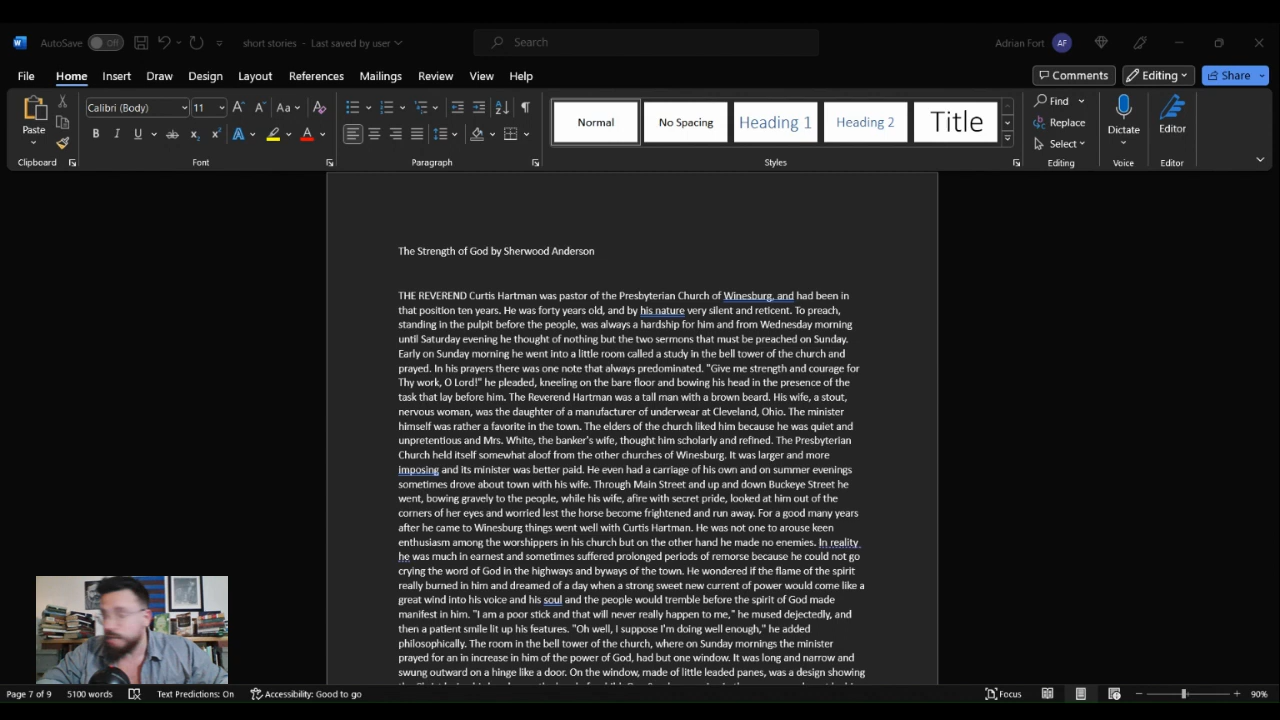 AutoSave Off short stories - Last saved by user Search Adrian Fort AF
File Home Insert Draw Design Layout References Mailings Review View Help Comments Editing Share
Paste Calibri (Body) 11 Aa Normal No Spacing Heading 1 Heading 2 Title Find Replace Select Dictate Editor
B I U ab x2 x2 A A
Clipboard Font Paragraph Styles Editing Voice Editor
The Strength of God by Sherwood Anderson
THE REVEREND Curtis Hartman was pastor of the Presbyterian Church of Winesburg, and had been in
that position ten years. He was forty years old, and by his nature very silent and reticent. To preach,
standing in the pulpit before the people, was always a hardship for him and from Wednesday morning
until Saturday evening he thought of nothing but the two sermons that must be preached on Sunday.
Early on Sunday morning he went into a little room called a study in the bell tower of the church and
prayed. In his prayers there was one note that always predominated. "Give me strength and courage for
Thy work, O Lord!" he pleaded, kneeling on the bare floor and bowing his head in the presence of the
task that lay before him. The Reverend Hartman was a tall man with a brown beard. His wife, a stout,
nervous woman, was the daughter of a manufacturer of underwear at Cleveland, Ohio. The minister
himself was rather a favorite in the town. The elders of the church liked him because he was quiet and
unpretentious and Mrs. White, the banker's wife, thought him scholarly and refined. The Presbyterian
Church held itself somewhat aloof from the other churches of Winesburg. It was larger and more
imposing and its minister was better paid. He even had a carriage of his own and on summer evenings
sometimes drove about town with his wife. Through Main Street and up and down Buckeye Street he
went, bowing gravely to the people, while his wife, afire with secret pride, looked at him out of the
corners of her eyes and worried lest the horse become frightened and run away. For a good many years
after he came to Winesburg things went well with Curtis Hartman. He was not one to arouse keen
enthusiasm among the worshippers in his church but on the other hand he made no enemies. In reality
he was much in earnest and sometimes suffered prolonged periods of remorse because he could not go
crying the word of God in the highways and byways of the town. He wondered if the flame of the spirit
really burned in him and dreamed of a day when a strong sweet new current of power would come like a
great wind into his voice and his soul and the people would tremble before the spirit of God made
manifest in him. "I am a poor stick and that will never really happen to me," he mused dejectedly, and
then a patient smile lit up his features. "Oh well, I suppose I'm doing well enough," he added
philosophically. The room in the bell tower of the church, where on Sunday mornings the minister
prayed for an in increase in him of the power of God, had but one window. It was long and narrow and
swung outward on a hinge like a door. On the window, made of little leaded panes, was a design showing
Page 7 of 9 5100 words Text Predictions: On Accessibility: Good to go Focus 90%